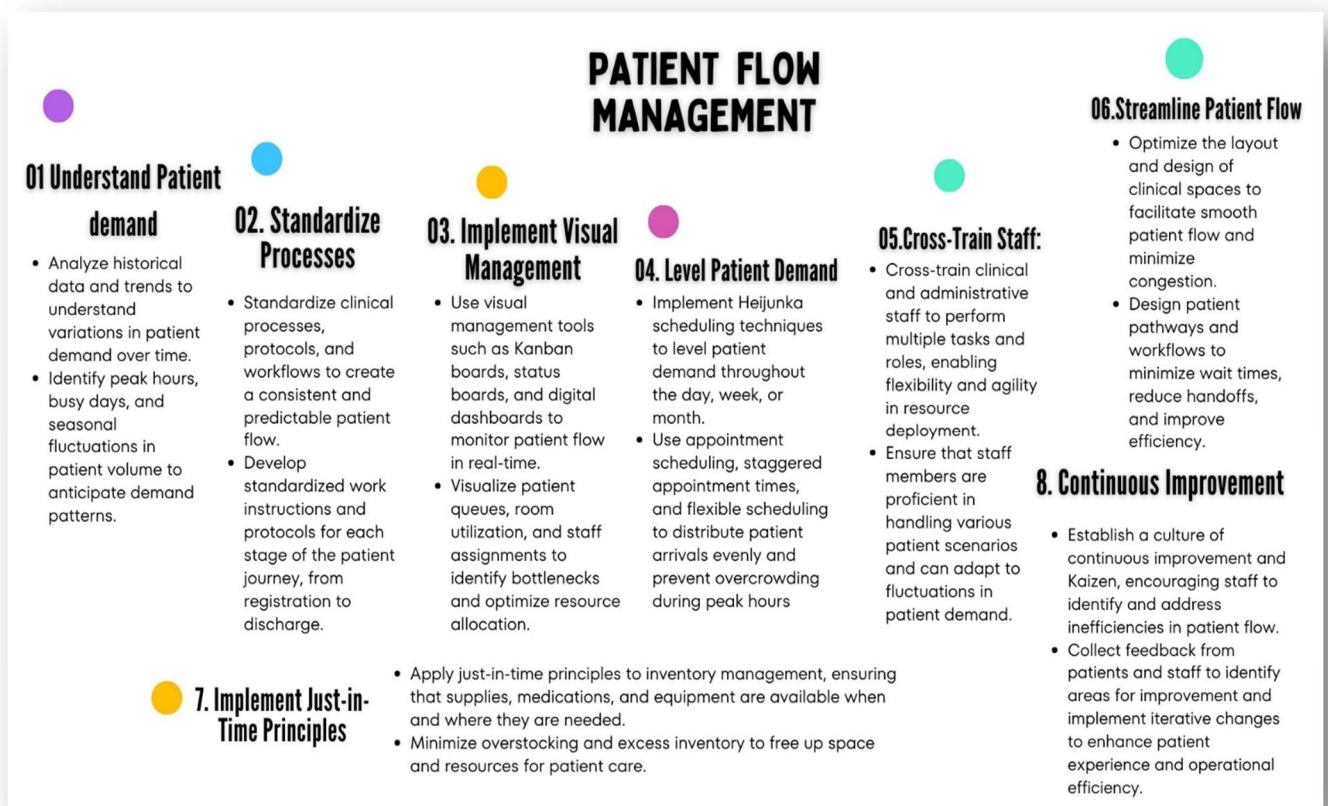 PATIENT FLOW
MANAGEMENT
01 Understand Patient
demand
• Analyze historical
data and trends to
understand
variations in patient
demand over time.
• Identify peak hours,
busy days, and
seasonal
fluctuations in
patient volume to
anticipate demand
patterns.
02. Standardize
Processes
• Standardize clinical
processes,
protocols, and
workflows to create
a consistent and
predictable patient
flow.
• Develop
standardized work
instructions and
protocols for each
stage of the patient
journey, from
registration to
discharge.
03. Implement Visual
Management
• Use visual
management tools
such as Kanban
boards, status
boards, and digital
dashboards to
monitor patient flow
in real-time.
• Visualize patient
queues, room
utilization, and staff
assignments to
identify bottlenecks
and optimize resource
allocation.
04. Level Patient Demand
• Implement Heijunka
scheduling techniques
to level patient
demand throughout
the day, week, or
month.
• Use appointment
scheduling, staggered
appointment times,
and flexible scheduling
to distribute patient
arrivals evenly and
prevent overcrowding
during peak hours
05.Cross-Train Staff:
• Cross-train clinical
and administrative
staff to perform
multiple tasks and
roles, enabling
flexibility and agility
in resource
deployment.
• Ensure that staff
members are
proficient in
handling various
patient scenarios
and can adapt to
fluctuations in
patient demand.
06.Streamline Patient Flow
• Optimize the layout
and design of
clinical spaces to
facilitate smooth
patient flow and
minimize
congestion.
• Design patient
pathways and
workflows to
minimize wait times,
reduce handoffs,
and improve
efficiency.
7. Implement Just-in-
Time Principles
• Apply just-in-time principles to inventory management, ensuring
that supplies, medications, and equipment are available when
and where they are needed.
• Minimize overstocking and excess inventory to free up space
and resources for patient care.
8. Continuous Improvement
• Establish a culture of
continuous improvement and
Kaizen, encouraging staff to
identify and address
inefficiencies in patient flow.
• Collect feedback from
patients and staff to identify
areas for improvement and
implement iterative changes
to enhance patient
experience and operational
efficiency.